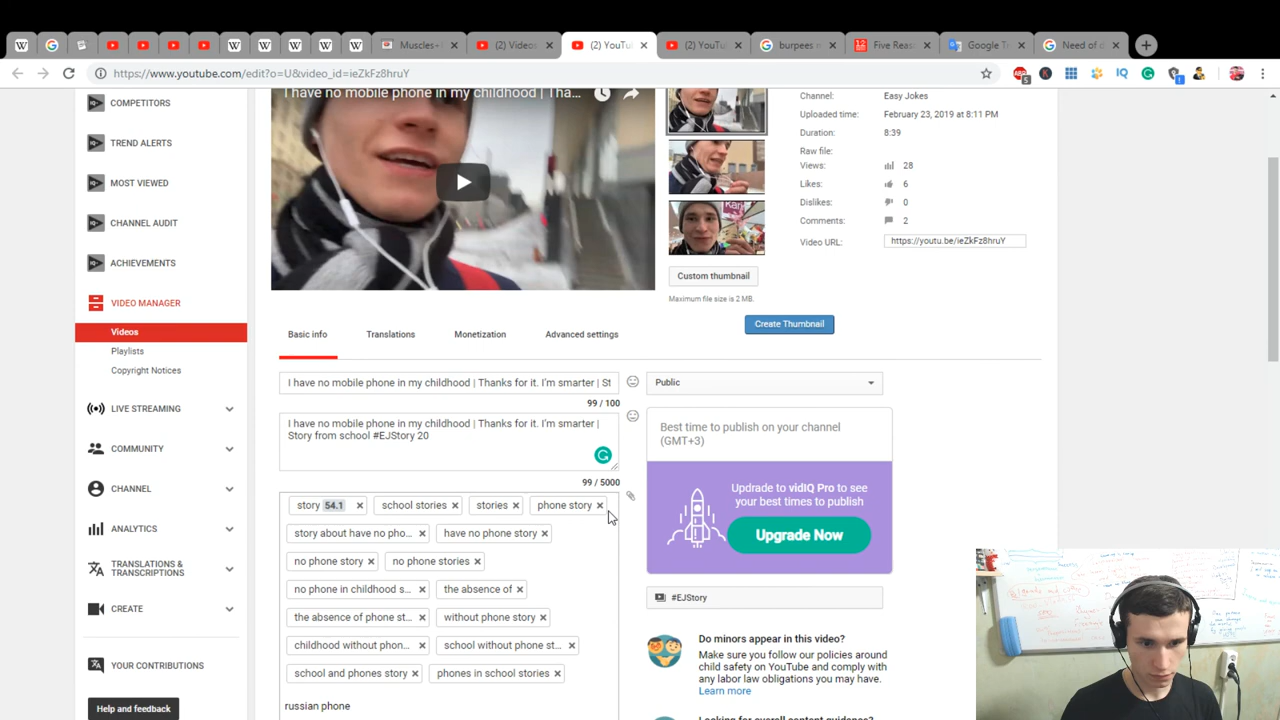 (2) Videos
(2) YouTu
(2) YouTu
burpees m
Five Reas
Google T
Need of d
Muscles-
https://www.youtube.com/edit?o=U&video_id=ieZkFz8hruY
COMPETITORS
TREND ALERTS
MOST VIEWED
CHANNEL AUDIT
ACHIEVEMENTS
VIDEO MANAGER
Videos
Playlists
Copyright Notices
LIVE STREAMING
COMMUNITY
CHANNEL
ANALYTICS
TRANSLATIONS &
TRANSCRIPTIONS
CREATE
YOUR CONTRIBUTIONS
Help and feedback
I have no mobile phone in my childhood | Tha...
Channel: Easy Jokes
Uploaded time: February 23, 2019 at 8:11 PM
Duration: 8:39
Raw file:
Views: 28
Likes: 6
Dislikes: 0
Comments: 2
Video URL: https://youtu.be/ieZkFz8hruY
Custom thumbnail
Maximum file size is 2 MB.
Create Thumbnail
Basic info Translations Monetization Advanced settings
I have no mobile phone in my childhood | Thanks for it. I'm smarter | St
99 / 100
I have no mobile phone in my childhood | Thanks for it. I'm smarter |
Story from school #EJStory 20
99 / 5000
story 54.1 school stories stories phone story
story about have no pho... have no phone story
no phone story no phone stories
no phone in childhood s... the absence of
the absence of phone st... without phone story
childhood without phon... school without phone st...
school and phones story phones in school stories
russian phone
Public
Best time to publish on your channel
(GMT+3)
Upgrade to vidIQ Pro to see
your best times to publish
Upgrade Now
#EJStory
Do minors appear in this video?
Make sure you follow our policies around
child safety on YouTube and comply with
any labor law obligations you may have.
Learn more
Looking for overall content guidance?